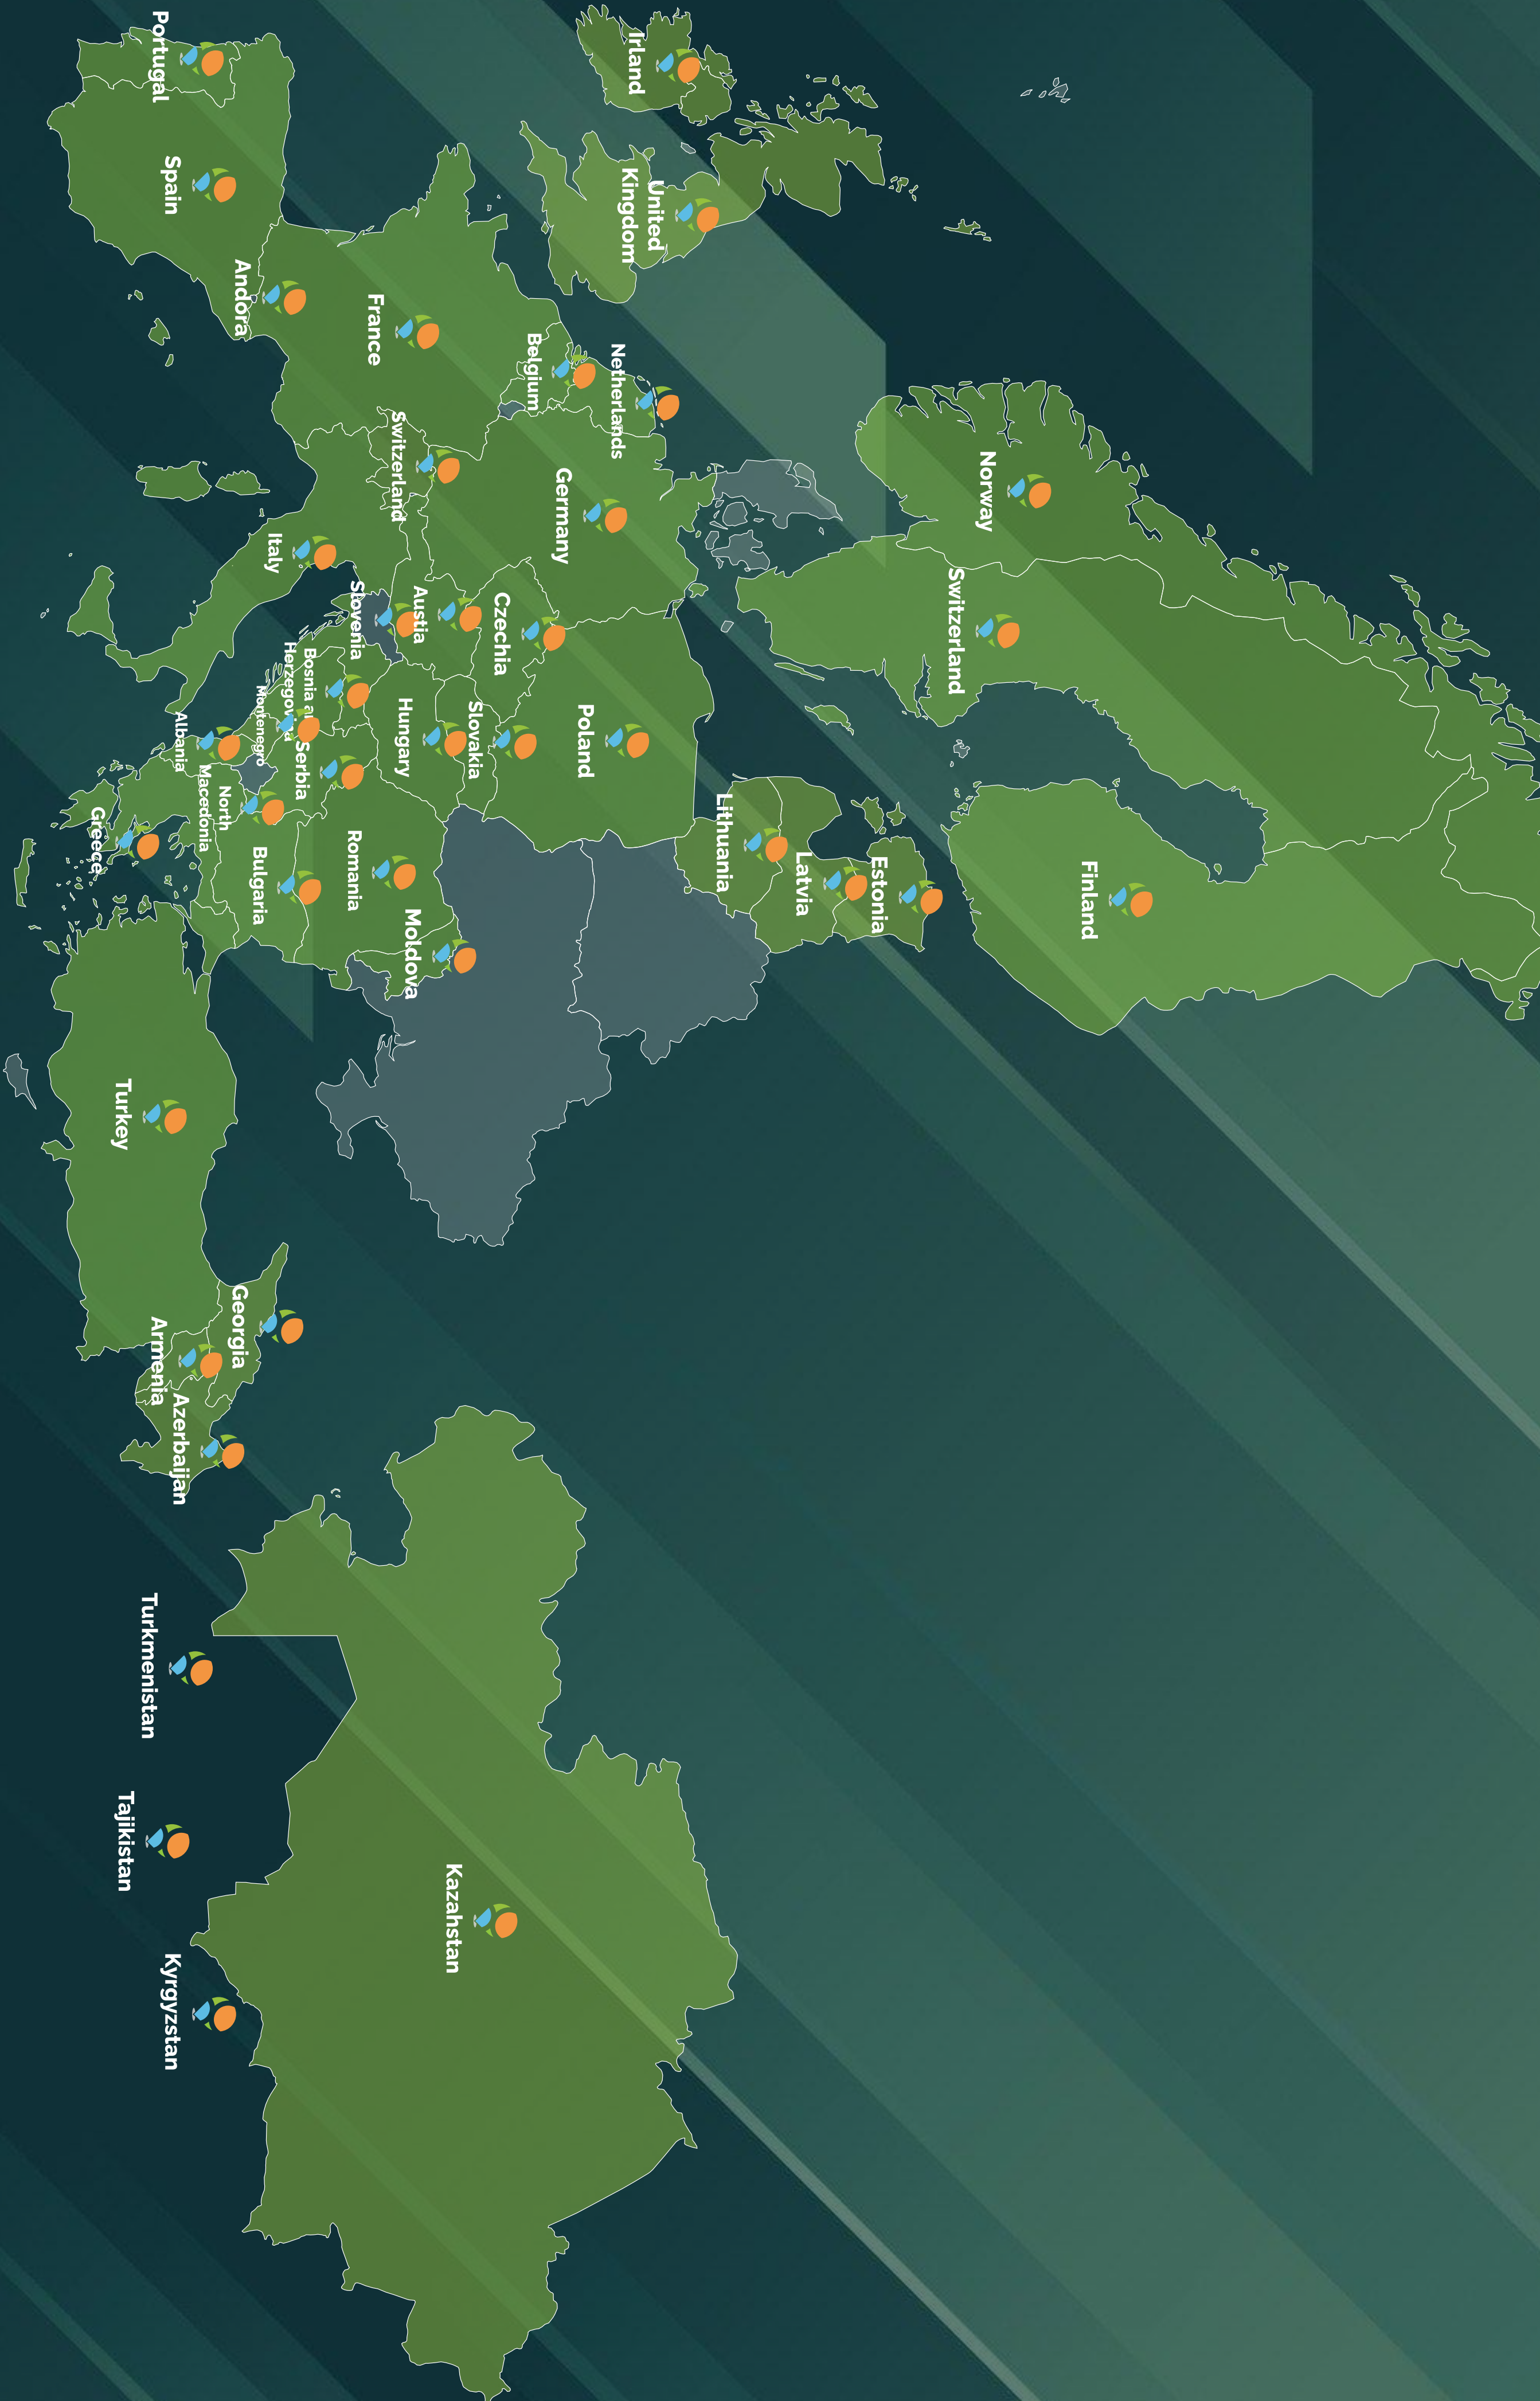 Norway
Switzerland
Finland
Estonia
Latvia
Lithuania
Irland
United
Kingdom
Netherlands
Belgium
Germany
Poland
Czechia
Slovakia
Austia
Hungary
Moldova
Switzerland
France
Slovenia
Romania
Bosnia a
Herzegovina
Serbia
Montenegro
Italy
Andora
Bulgaria
North
Macedonia
Albania
Georgia
Spain
Portugal
Azerbaijan
Armenia
Greece
Turkey
Kazahstan
Kyrgyzstan
Turkmenistan
Tajikistan